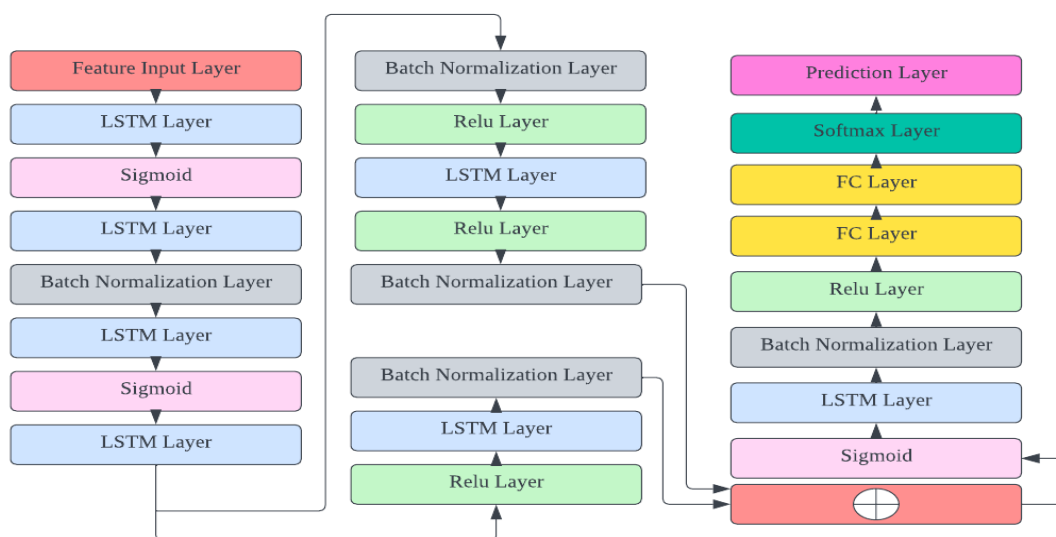 Feature Input Layer
LSTM Layer
Sigmoid
LSTM Layer
Batch Normalization Layer
LSTM Layer
Sigmoid
LSTM Layer
Batch Normalization Layer
Relu Layer
LSTM Layer
Relu Layer
Batch Normalization Layer
Batch Normalization Layer
LSTM Layer
Relu Layer
Prediction Layer
Softmax Layer
FC Layer
FC Layer
Relu Layer
Batch Normalization Layer
LSTM Layer
Sigmoid